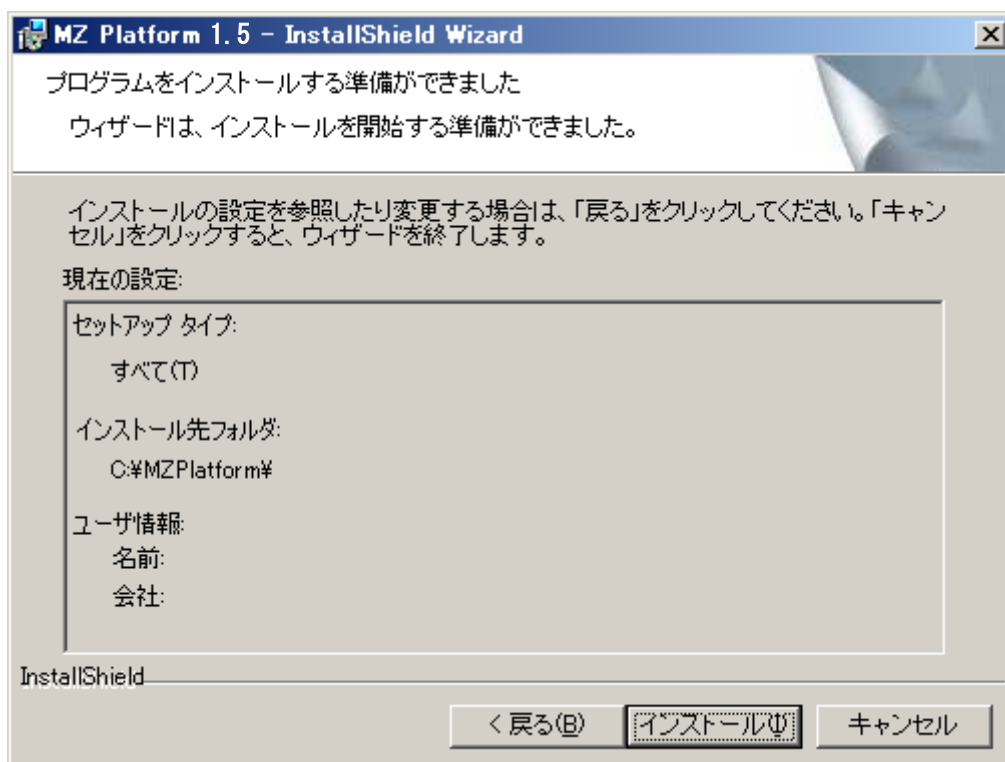 MZ Platform 1.5 - InstallShield Wizard
プログラムをインストールする準備ができました
ウィザードは、インストールを開始する準備ができました。
インストールの設定を参照したり変更する場合は、「戻る」をクリックしてください。「キャン
セル」をクリックすると、ウィザードを終了します。
現在の設定:
セットアップ タイプ:
すべて(T)
インストール先フォルダ:
C:¥MZPlatform¥
ユーザ情報:
名前:
会社:
InstallShield
< 戻る(B)
インストール(I)
キャンセル